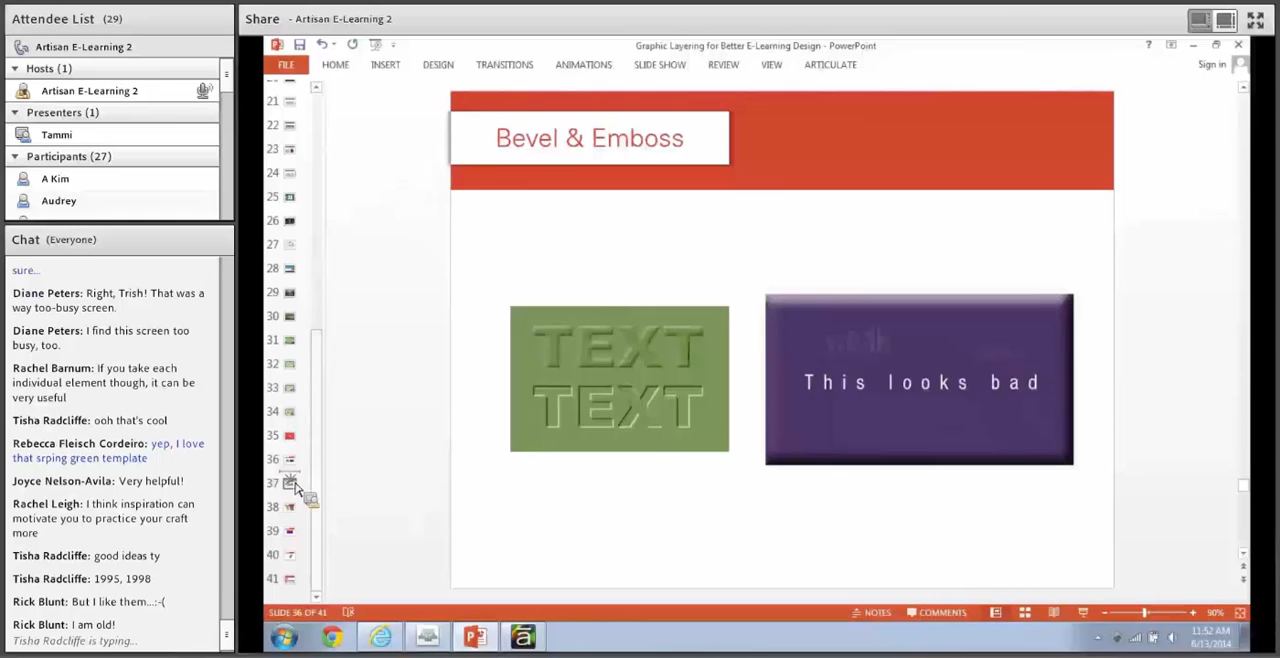 Attendee List (29)
Artisan E-Learning 2
Hosts (1)
Artisan E-Learning 2
Presenters (1)
Tammi
Participants (27)
A Kim
Audrey
Chat (Everyone)
sure...
Diane Peters: Right, Trish! That was a
way too-busy screen.
Diane Peters: I find this screen too
busy, too.
Rachel Barnum: If you take each
individual element though, it can be
very useful
Tisha Radcliffe: ooh that's cool
Rebecca Fleisch Cordeiro: yep, I love
that srping green template
Joyce Nelson-Avila: Very helpful!
Rachel Leigh: I think inspiration can
motivate you to practice your craft
more
Tisha Radcliffe: good ideas ty
Tisha Radcliffe: 1995, 1998
Rick Blunt: But I like them...:-(
Rick Blunt: I am old!
Tisha Radcliffe is typing...
Share - Artisan E-Learning 2
Graphic Layering for Better E-Learning Design - PowerPoint
FILE HOME INSERT DESIGN TRANSITIONS ANIMATIONS SLIDE SHOW REVIEW VIEW ARTICULATE
Sign in
21
22
23
24
25
26
27
28
29
30
31
32
33
34
35
36
37
38
39
40
41
Bevel & Emboss
TEXT
TEXT
This looks bad
SLIDE 36 OF 41
NOTES
COMMENTS
90%
11:52 AM
6/13/2014